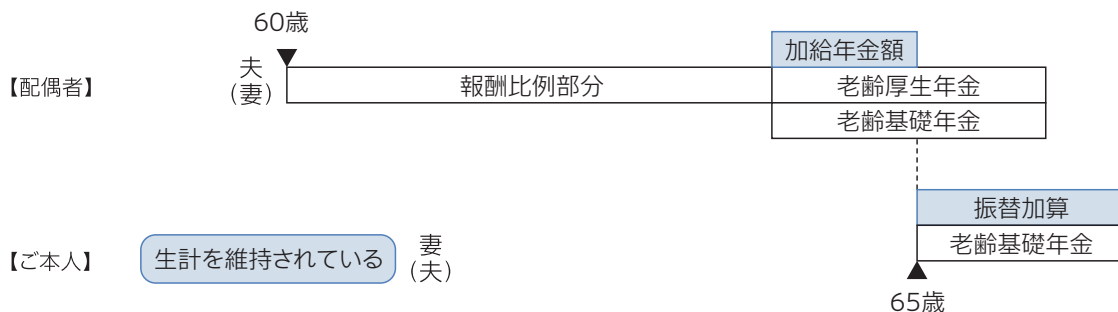 60歳
加給年金額
【配偶者】
夫
（妻）
報酬比例部分
老齢厚生年金
老齢基礎年金
振替加算
【ご本人】
生計を維持されている
妻
（夫）
老齢基礎年金
65歳